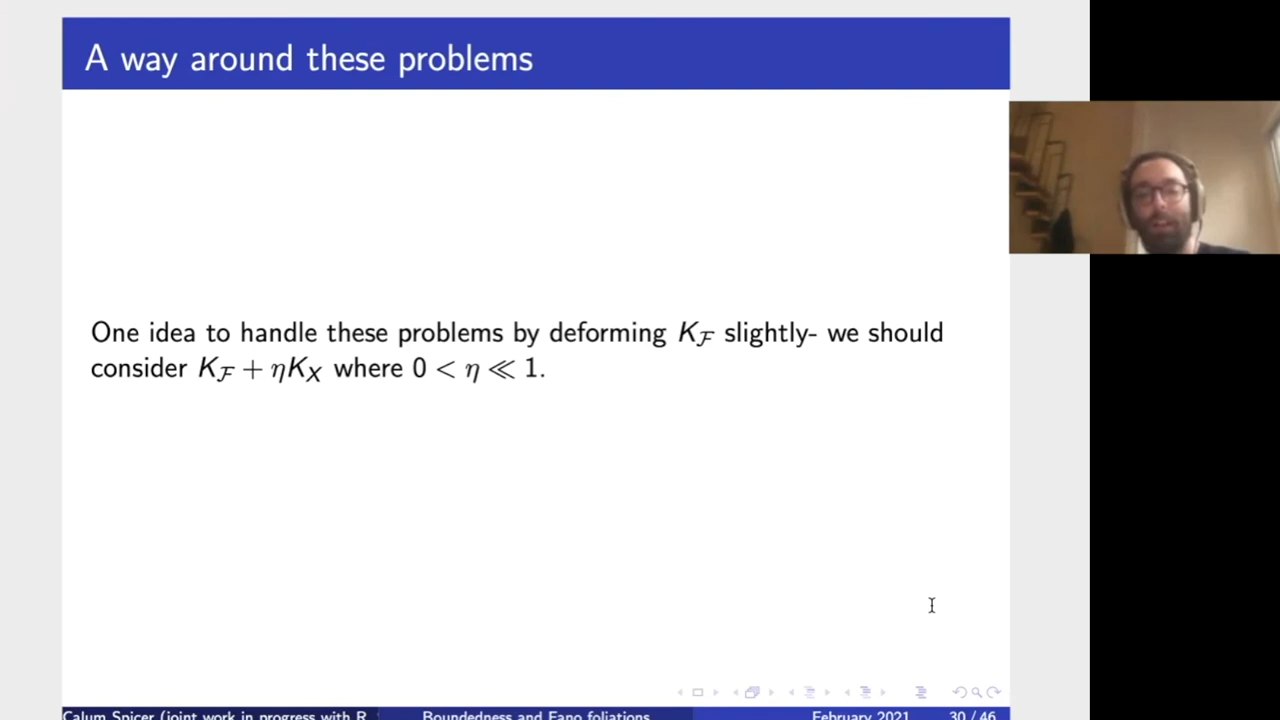 A way around these problems
One idea to handle these problems by deforming K_ℱ slightly- we should
consider K_ℱ + ηK_X where 0 < η ≪ 1.
Calum Spicer (joint work in progress with R.
Boundedness and Fano foliations
February 2021
30 / 46